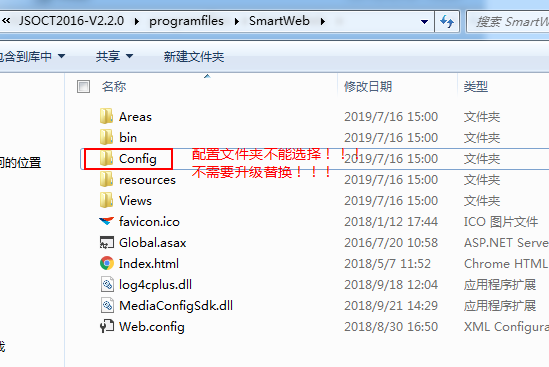 « JSOCT2016-V2.2.0 ▸ programfiles ▸ SmartWeb ▸
搜索 SmartW
包含到库中 ▾ 共享 ▾ 新建文件夹
名称 修改日期 类型
Areas 2019/7/16 15:00 文件夹
bin 2019/7/16 15:00 文件夹
问的位置
Config 2019/7/16 15:00 文件夹
配置文件夹不能选择！！！
不需要升级替换！！！
resources 2019/7/16 15:00 文件夹
Views 2019/7/16 15:00 文件夹
favicon.ico 2018/1/12 17:44 ICO 图片文件
Global.asax 2016/7/20 10:58 ASP.NET Server
Index.html 2018/5/7 11:52 Chrome HTML
log4cplus.dll 2018/9/18 12:04 应用程序扩展
MediaConfigSdk.dll 2018/9/21 14:29 应用程序扩展
Web.config 2018/8/30 16:50 XML Configura